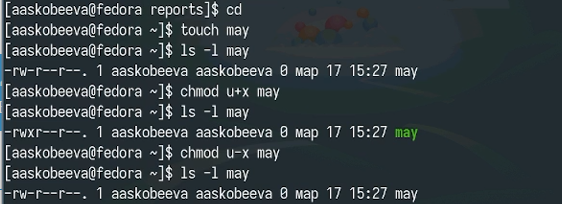 [aaskobeeva@fedora reports]$ cd
[aaskobeeva@fedora ~]$ touch may
[aaskobeeva@fedora ~]$ ls -l may
-rw-r--r--. 1 aaskobeeva aaskobeeva 0 мар 17 15:27 may
[aaskobeeva@fedora ~]$ chmod u+x may
[aaskobeeva@fedora ~]$ ls -l may
-rwxr--r--. 1 aaskobeeva aaskobeeva 0 мар 17 15:27 may
[aaskobeeva@fedora ~]$ chmod u-x may
[aaskobeeva@fedora ~]$ ls -l may
-rw-r--r--. 1 aaskobeeva aaskobeeva 0 мар 17 15:27 may